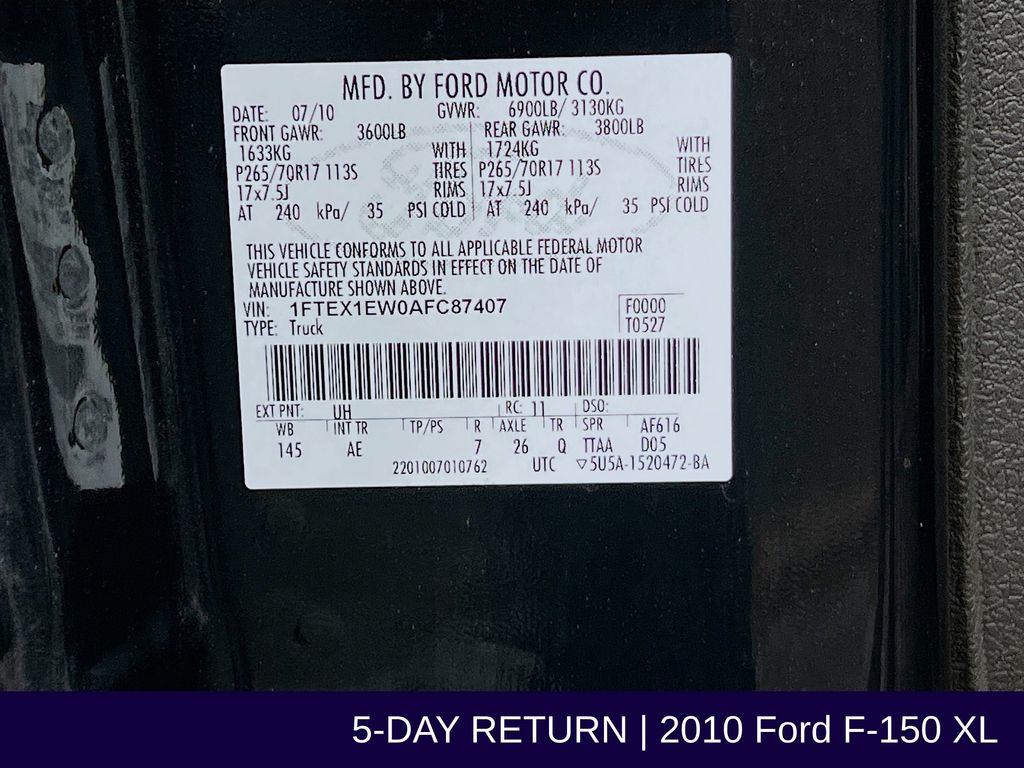 MFD. BY FORD MOTOR CO.
DATE: 07/10 GVWR: 6900LB/ 3130KG
FRONT GAWR: 3600LB REAR GAWR: 3800LB
1633KG WITH 1724KG WITH
P265/70R17 113S TIRES P265/70R17 113S TIRES
17x7.5J RIMS 17x7.5J RIMS
AT 240 kPa/ 35 PSI COLD AT 240 kPa/ 35 PSI COLD
THIS VEHICLE CONFORMS TO ALL APPLICABLE FEDERAL MOTOR
VEHICLE SAFETY STANDARDS IN EFFECT ON THE DATE OF
MANUFACTURE SHOWN ABOVE.
VIN: 1FTEX1EW0AFC87407 F0000
TYPE: Truck T0527
EXT PNT: UH RC: 11 DSO:
WB INT TR TP/PS R AXLE TR SPR AF616
145 AE 7 26 Q TTAA D05
2201007010762 UTC ▽5U5A-1520472-BA
5-DAY RETURN | 2010 Ford F-150 XL